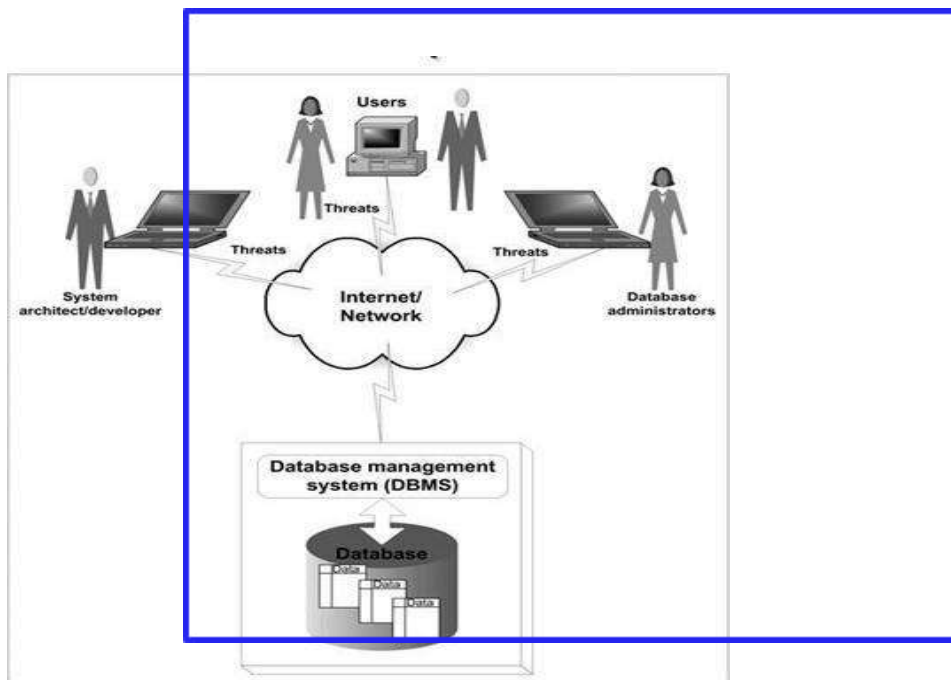 Users
Threats
Threats
Threats
System
architect/developer
Internet/
Network
Database
administrators
Database management
system (DBMS)
Database
Data
Data
Data